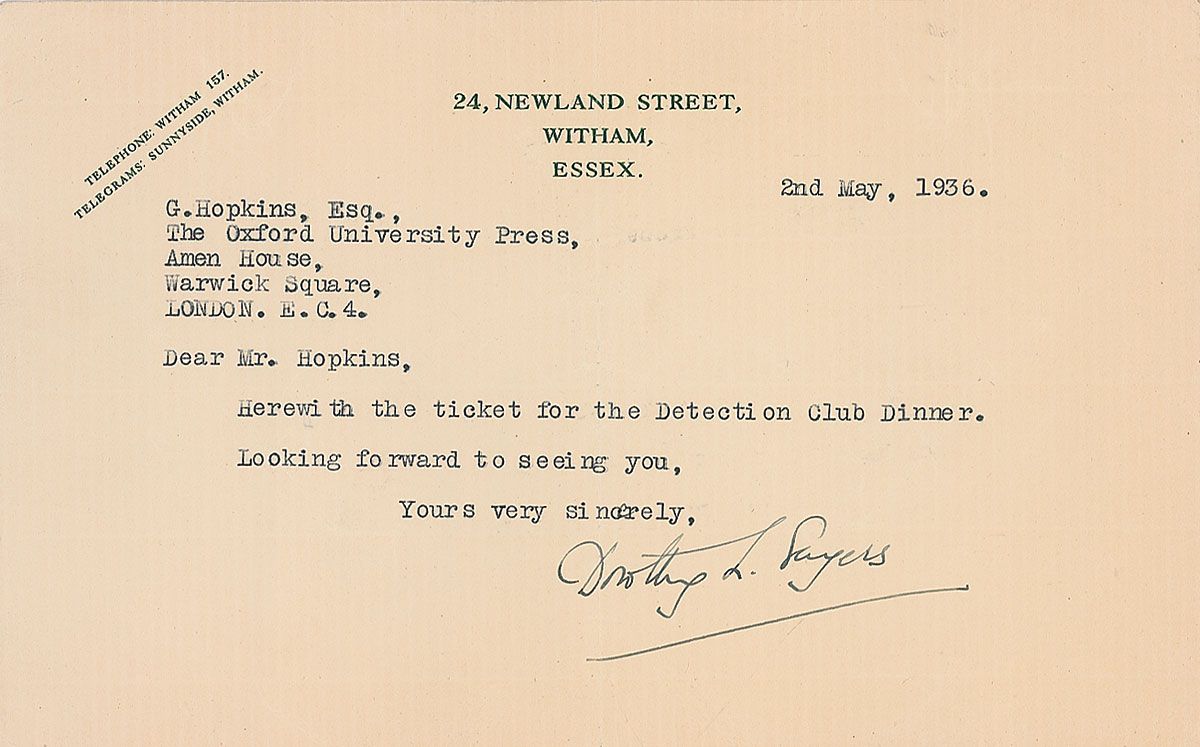 TELEPHONE: WITHAM 157.
TELEGRAMS: SUNNYSIDE, WITHAM.
24, NEWLAND STREET,
WITHAM,
ESSEX.
2nd May, 1936.
G.Hopkins, Esq.,
The Oxford University Press,
Amen House,
Warwick Square,
LONDON. E.C.4.
Dear Mr. Hopkins,
Herewith the ticket for the Detection Club Dinner.
Looking forward to seeing you,
Yours very sincerely,
Dorothy L. Sayers